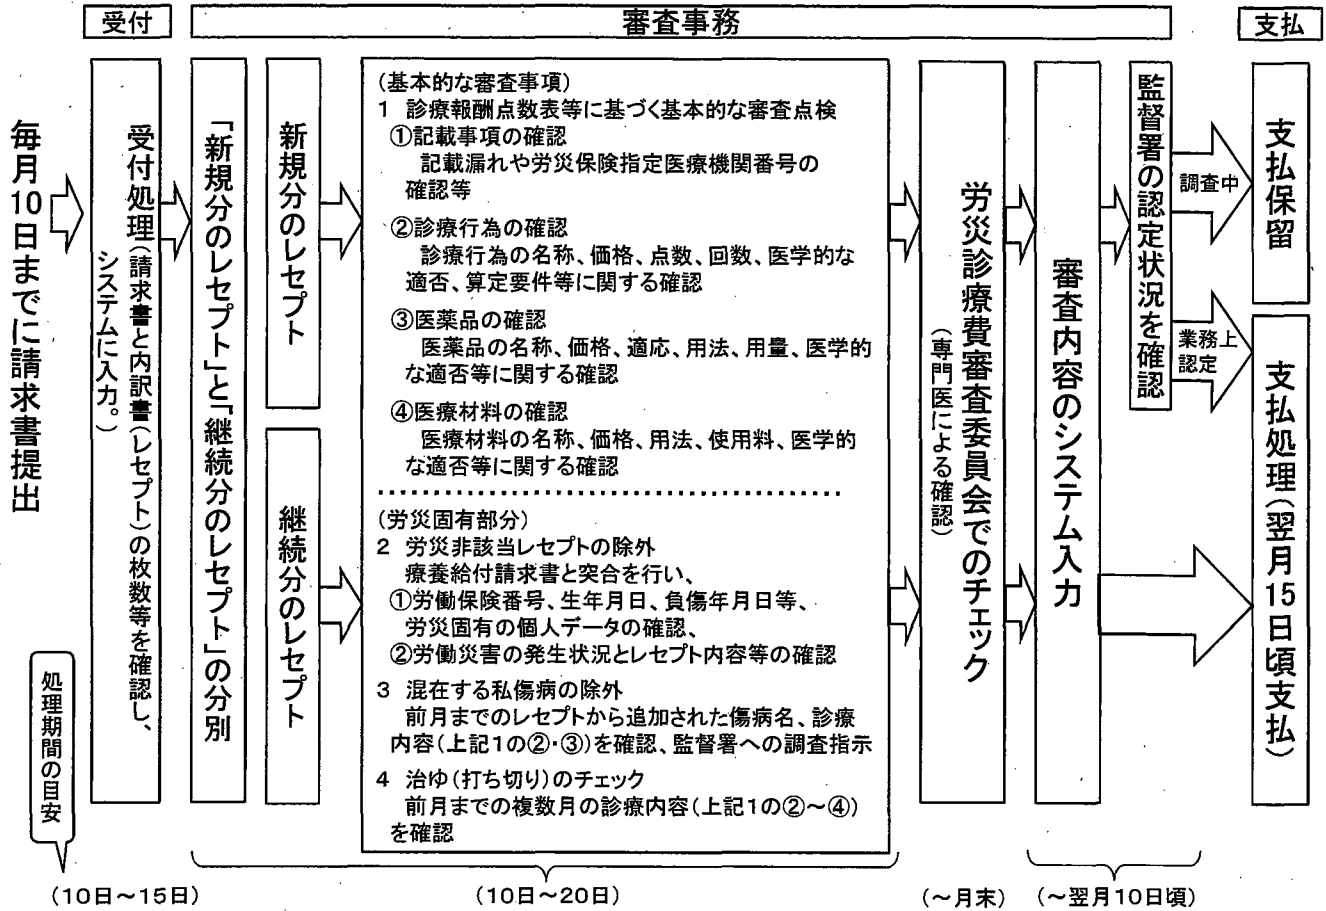 受付
審査事務
支払
毎月10日までに請求書提出
受付処理(請求書と内訳書(レセプト)の枚数等を確認し、
システムに入力。)
「新規分のレセプト」と「継続分のレセプト」の分別
新規分のレセプト
継続分のレセプト
(基本的な審査事項)
1 診療報酬点数表等に基づく基本的な審査点検
①記載事項の確認
記載漏れや労災保険指定医療機関番号の
確認等
②診療行為の確認
診療行為の名称、価格、点数、回数、医学的な
適否、算定要件等に関する確認
③医薬品の確認
医薬品の名称、価格、適応、用法、用量、医学的
な適否等に関する確認
④医療材料の確認
医療材料の名称、価格、用法、使用料、医学的
な適否等に関する確認
(労災固有部分)
2 労災非該当レセプトの除外
療養給付請求書と突合を行い、
①労働保険番号、生年月日、負傷年月日等、
労災固有の個人データの確認、
②労働災害の発生状況とレセプト内容等の確認
3 混在する私傷病の除外
前月までのレセプトから追加された傷病名、診療
内容(上記1の②・③)を確認、監督署への調査指示
4 治ゆ(打ち切り)のチェック
前月までの複数月の診療内容(上記1の②～④)
を確認
労災診療費審査委員会でのチェック
(専門医による確認)
審査内容のシステム入力
監督署の認定状況を確認
調査中
業務上
認定
支払保留
支払処理(翌月15日頃支払)
処理期間の目安
(10日～15日)
(10日～20日)
(～月末)
(～翌月10日頃)